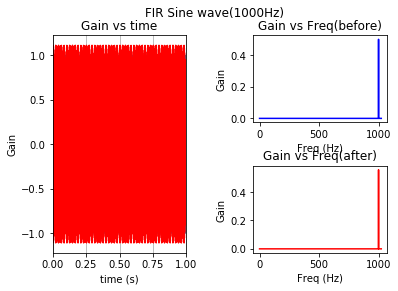 FIR Sine wave(1000Hz)
Gain vs time
1.0
0.5
0.0
−0.5
−1.0
Gain
0.00 0.25 0.50 0.75 1.00
time (s)
Gain vs Freq(before)
0.4
0.2
0.0
Gain
0 500 1000
Freq (Hz)
Gain vs Freq(after)
0.4
0.2
0.0
Gain
0 500 1000
Freq (Hz)